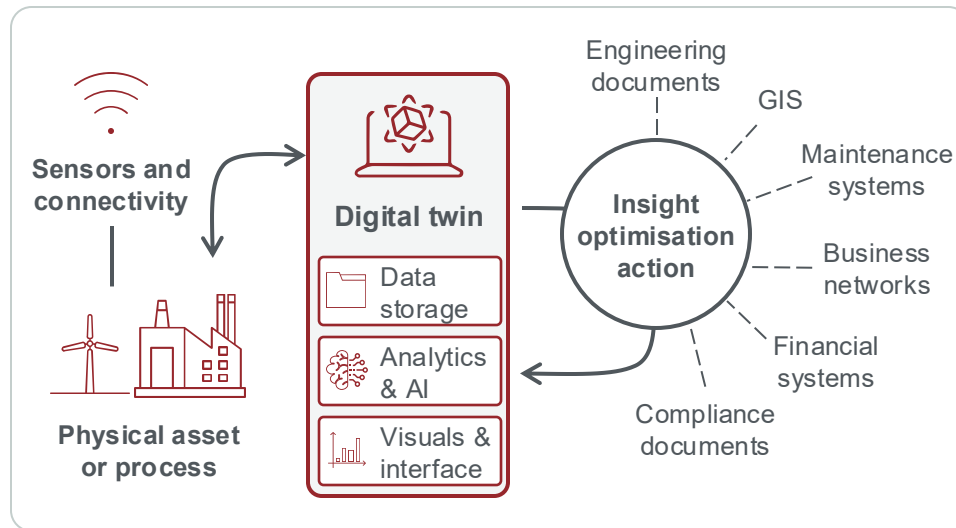 Sensors and
connectivity
Physical asset
or process
Digital twin
Data
storage
Analytics
& AI
Visuals &
interface
Insight
optimisation
action
Engineering
documents
GIS
Maintenance
systems
Business
networks
Financial
systems
Compliance
documents